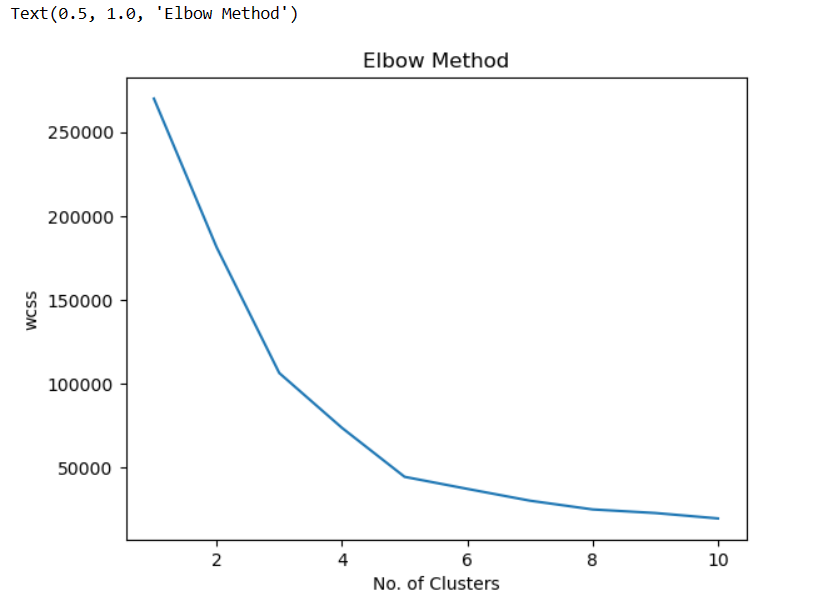 Text(0.5, 1.0, 'Elbow Method')
Elbow Method
250000
200000
150000
100000
50000
wcss
2 4 6 8 10
No. of Clusters